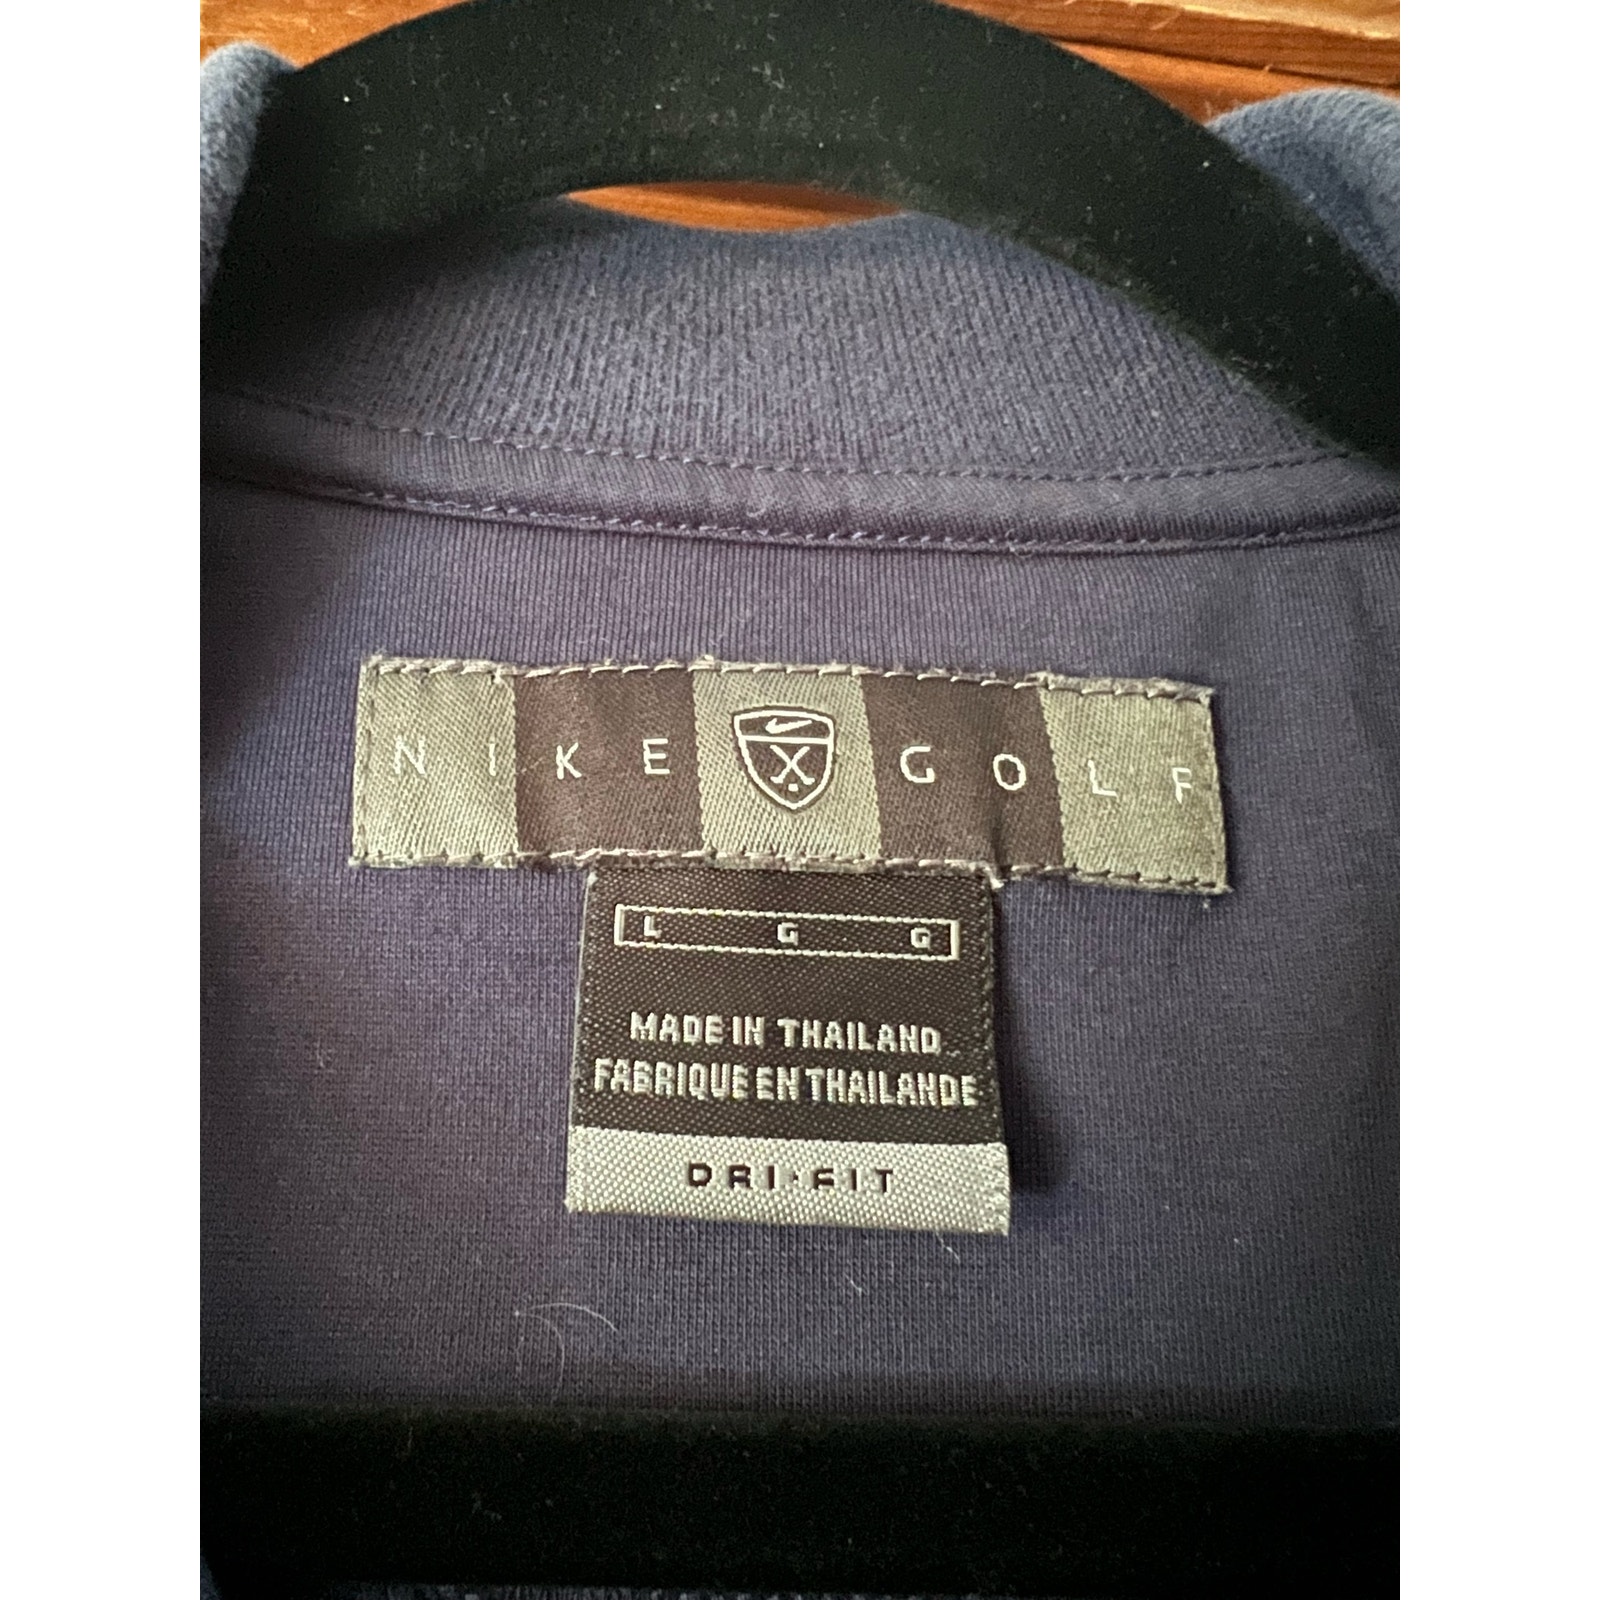 NIKE GOLF
L G G
MADE IN THAILAND
FABRIQUE EN THAILANDE
DRI·FIT